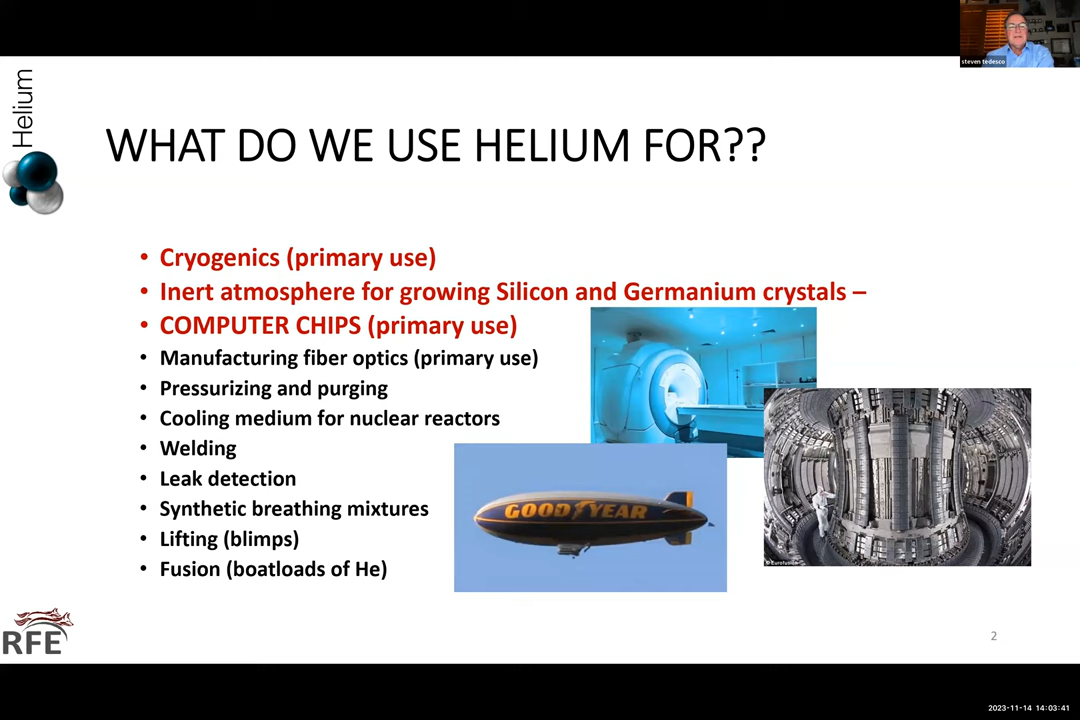 steven tedesco
Helium
WHAT DO WE USE HELIUM FOR??
• Cryogenics (primary use)
• Inert atmosphere for growing Silicon and Germanium crystals –
• COMPUTER CHIPS (primary use)
• Manufacturing fiber optics (primary use)
• Pressurizing and purging
• Cooling medium for nuclear reactors
• Welding
• Leak detection
• Synthetic breathing mixtures
• Lifting (blimps)
• Fusion (boatloads of He)
GOODYEAR
© Eurofusion
RFE
2
2023-11-14 14:03:41